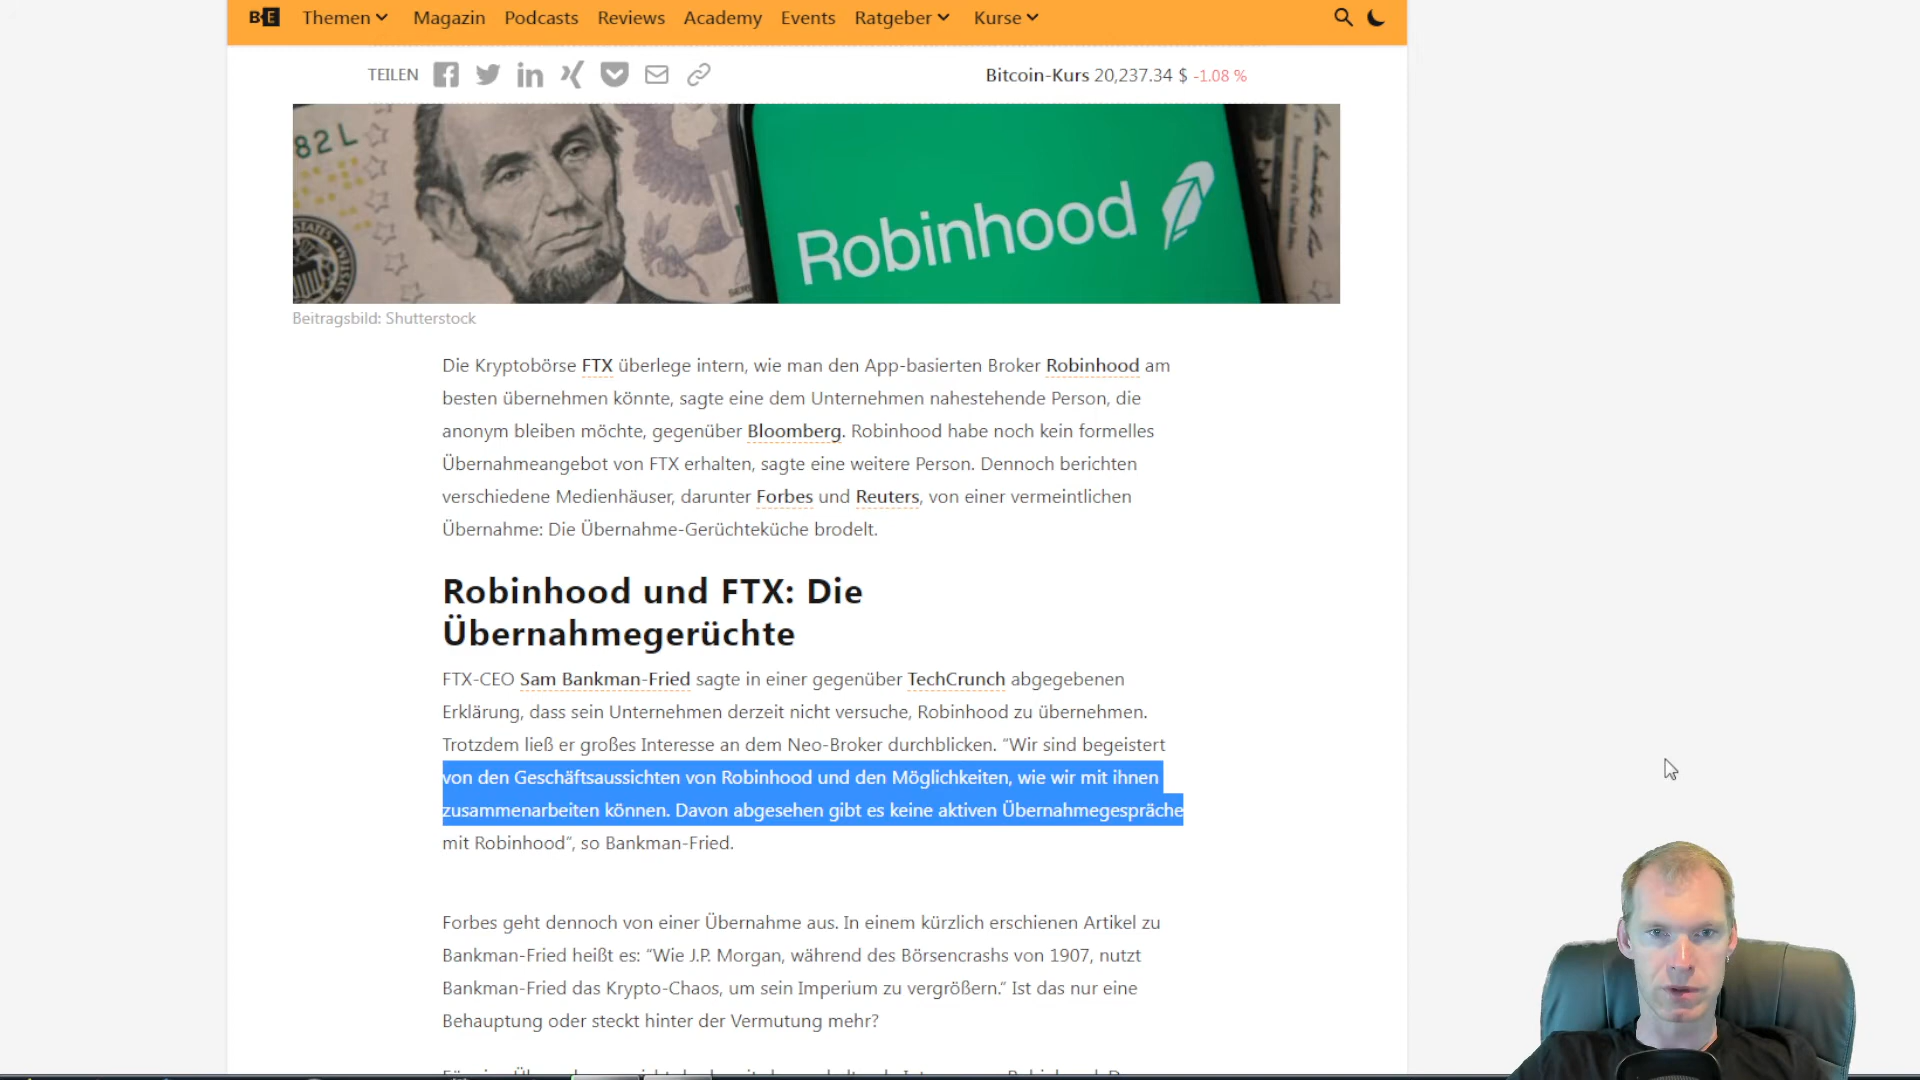 BE Themen Magazin Podcasts Reviews Academy Events Ratgeber Kurse
TEILEN
Bitcoin-Kurs 20,237.34 $ -1.08 %
82L
Robinhood
Beitragsbild: Shutterstock
Die Kryptobörse FTX überlege intern, wie man den App-basierten Broker Robinhood am
besten übernehmen könnte, sagte eine dem Unternehmen nahestehende Person, die
anonym bleiben möchte, gegenüber Bloomberg. Robinhood habe noch kein formelles
Übernahmeangebot von FTX erhalten, sagte eine weitere Person. Dennoch berichten
verschiedene Medienhäuser, darunter Forbes und Reuters, von einer vermeintlichen
Übernahme: Die Übernahme-Gerüchteküche brodelt.
Robinhood und FTX: Die
Übernahmegerüchte
FTX-CEO Sam Bankman-Fried sagte in einer gegenüber TechCrunch abgegebenen
Erklärung, dass sein Unternehmen derzeit nicht versuche, Robinhood zu übernehmen.
Trotzdem ließ er großes Interesse an dem Neo-Broker durchblicken. “Wir sind begeistert
von den Geschäftsaussichten von Robinhood und den Möglichkeiten, wie wir mit ihnen
zusammenarbeiten können. Davon abgesehen gibt es keine aktiven Übernahmegespräche
mit Robinhood“, so Bankman-Fried.
Forbes geht dennoch von einer Übernahme aus. In einem kürzlich erschienen Artikel zu
Bankman-Fried heißt es: “Wie J.P. Morgan, während des Börsencrashs von 1907, nutzt
Bankman-Fried das Krypto-Chaos, um sein Imperium zu vergrößern.” Ist das nur eine
Behauptung oder steckt hinter der Vermutung mehr?